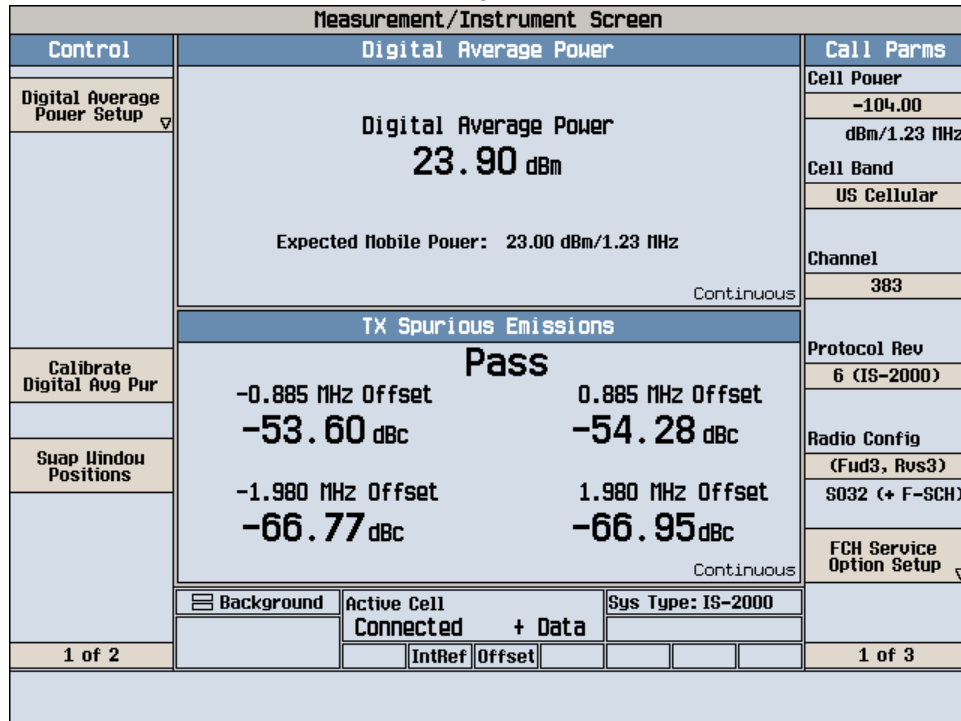 Measurement/Instrument Screen
Control
Digital Average
Power Setup
Calibrate
Digital Avg Pwr
Swap Window
Positions
1 of 2
Digital Average Power
Digital Average Power
23.90 dBm
Expected Mobile Power: 23.00 dBm/1.23 MHz
Continuous
TX Spurious Emissions
Pass
-0.885 MHz Offset 0.885 MHz Offset
-53.60 dBc -54.28 dBc
-1.980 MHz Offset 1.980 MHz Offset
-66.77 dBc -66.95 dBc
Continuous
Background
Active Cell
Connected + Data
Sys Type: IS-2000
IntRef Offset
Call Parms
Cell Power
-104.00
dBm/1.23 MHz
Cell Band
US Cellular
Channel
383
Protocol Rev
6 (IS-2000)
Radio Config
(Fwd3, Rvs3)
SO32 (+ F-SCH)
FCH Service
Option Setup
1 of 3